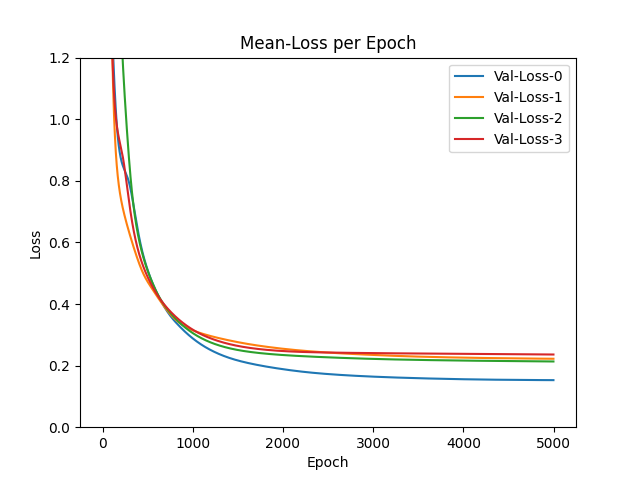 Mean-Loss per Epoch
1.2
1.0
0.8
0.6
0.4
0.2
0.0
Loss
Val-Loss-0
Val-Loss-1
Val-Loss-2
Val-Loss-3
0 1000 2000 3000 4000 5000
Epoch